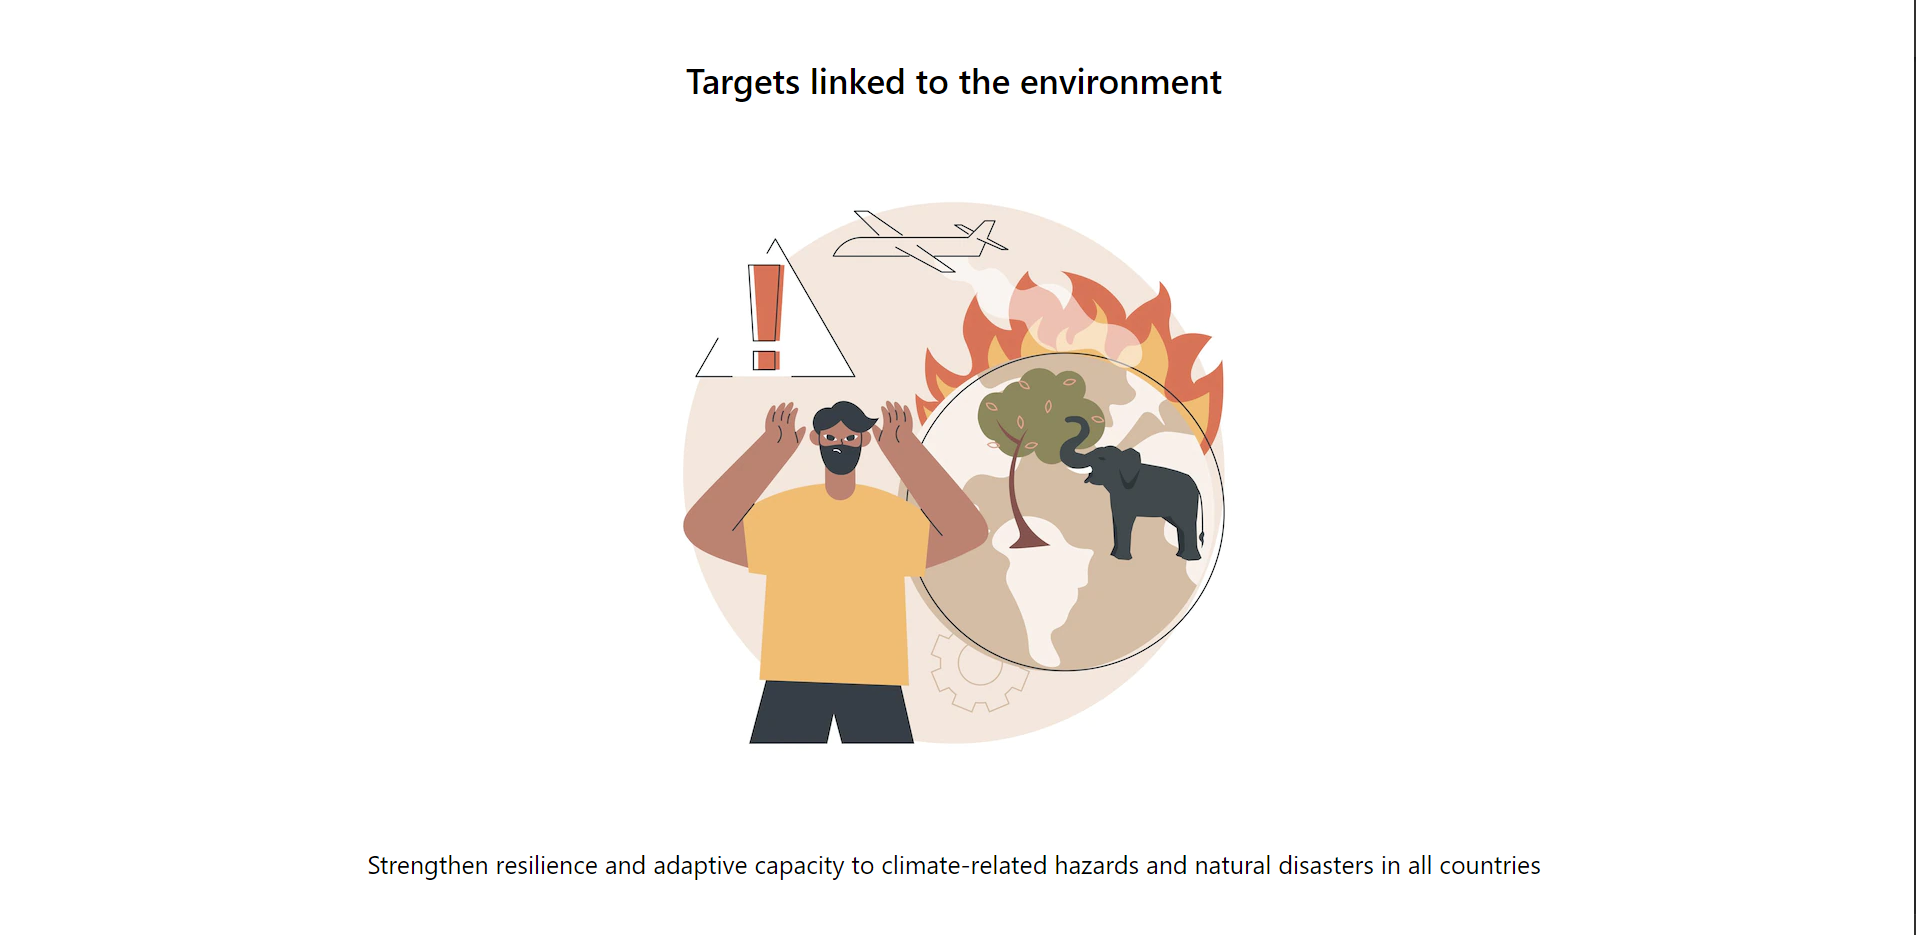 Targets linked to the environment
Strengthen resilience and adaptive capacity to climate-related hazards and natural disasters in all countries